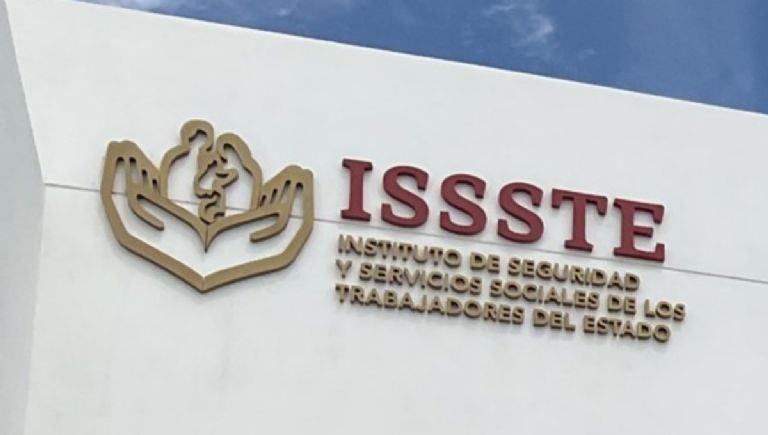 ISSSTE
INSTITUTO DE SEGURIDAD
Y SERVICIOS SOCIALES DE LOS
TRABAJADORES DEL ESTADO